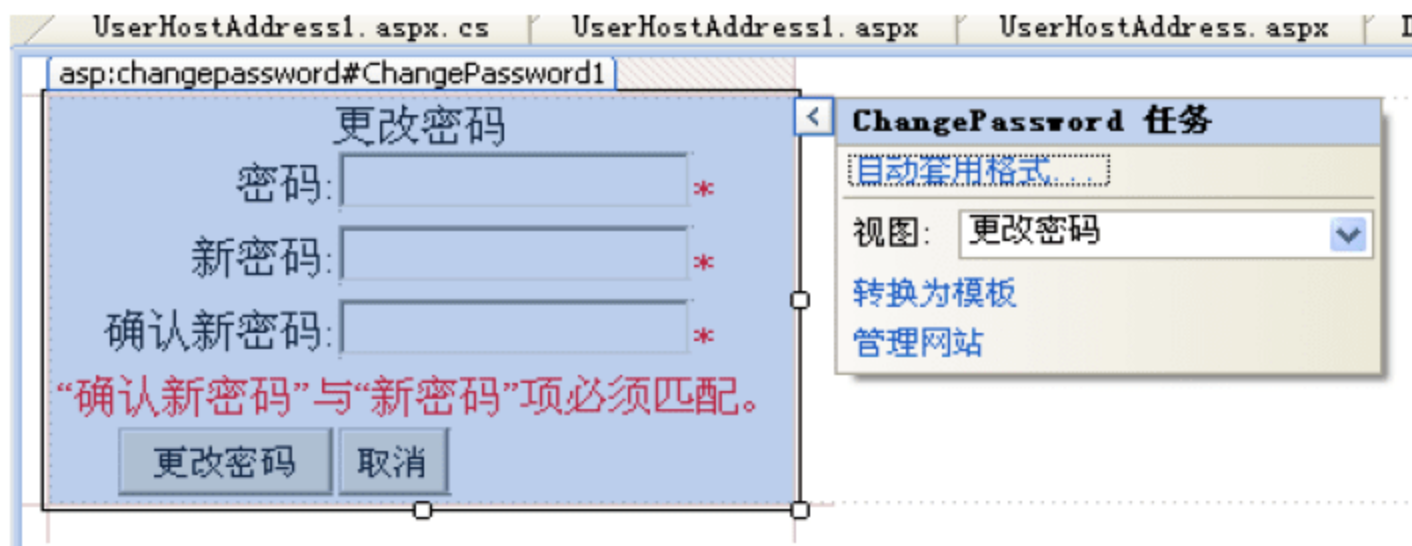 UserHostAddress1.aspx.cs UserHostAddress1.aspx UserHostAddress.aspx
asp:changepassword#ChangePassword1
更改密码
密码: *
新密码: *
确认新密码: *
“确认新密码”与“新密码”项必须匹配。
更改密码 取消
< ChangePassword 任务
自动套用格式...
视图: 更改密码
转换为模板
管理网站